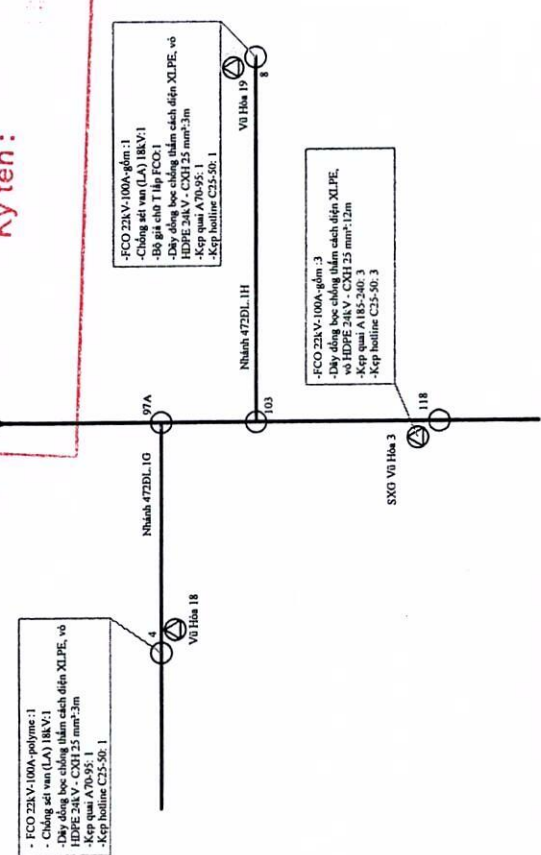 Ký tên :
-FCO 22kV-100A-gốm :1
-Chống sét van (LA) 18kV:1
-Bộ giá chữ T lắp FCO:1
-Dây đồng bọc chống thấm cách điện XLPE, vỏ
HDPE 24kV - CXH 25 mm²:3m
-Kẹp quai A70-95: 1
-Kẹp hotline C25-50: 1
Vũ Hòa 19
8
Nhánh 472ĐL.1H
97A
103
Nhánh 472ĐL.1G
- FCO 22kV-100A-polyme :1
- Chống sét van (LA) 18kV:1
-Dây đồng bọc chống thấm cách điện XLPE, vỏ
HDPE 24kV - CXH 25 mm²:3m
-Kẹp quai A70-95: 1
-Kẹp hotline C25-50: 1
4
Vũ Hòa 18
-FCO 22kV-100A-gốm :3
-Dây đồng bọc chống thấm cách điện XLPE,
vỏ HDPE 24kV - CXH 25 mm²:12m
-Kẹp quai A185-240: 3
-Kẹp hotline C25-50: 3
SXG Vũ Hòa 3
118